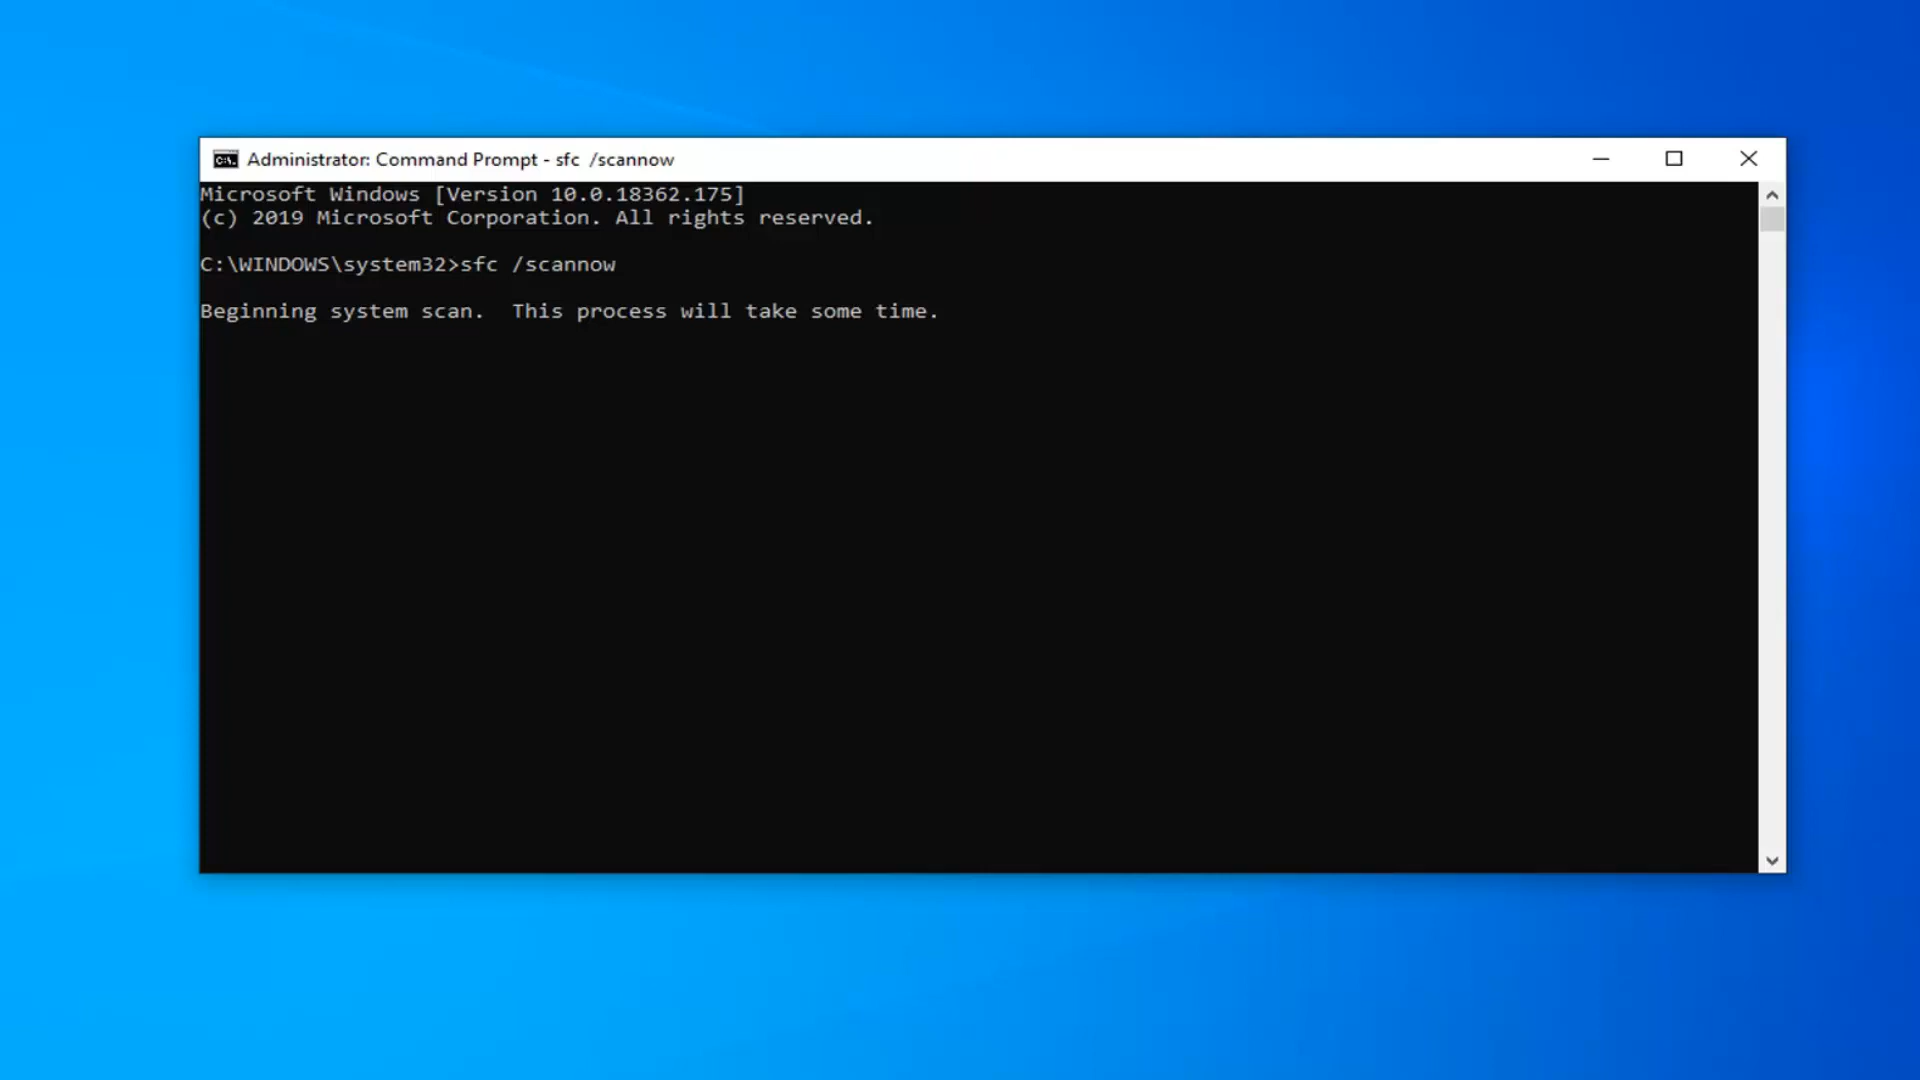 Administrator: Command Prompt - sfc  /scannow
Microsoft Windows [Version 10.0.18362.175]
(c) 2019 Microsoft Corporation. All rights reserved.
C:\WINDOWS\system32>sfc /scannow
Beginning system scan.  This process will take some time.